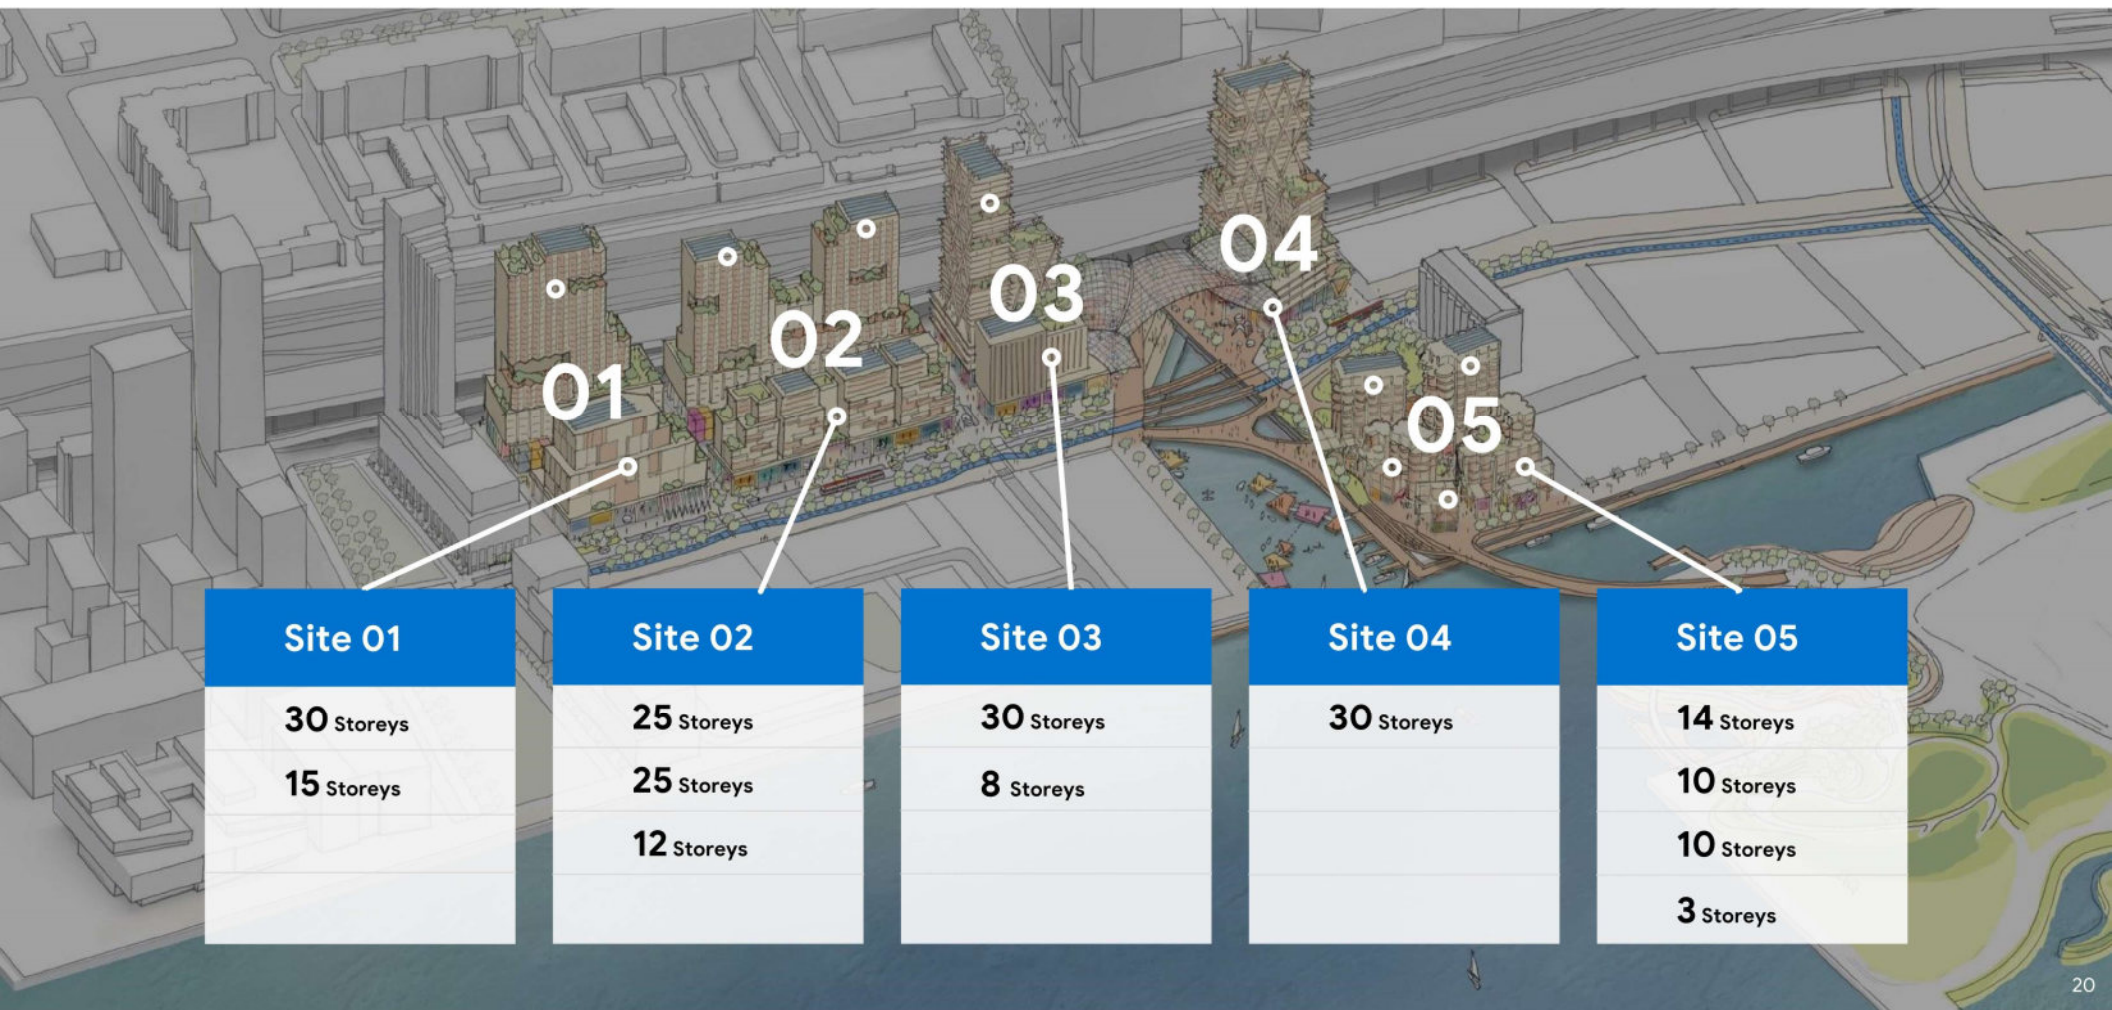 01
02
03
04
05
Site 01
30 Storeys
15 Storeys
Site 02
25 Storeys
25 Storeys
12 Storeys
Site 03
30 Storeys
8 Storeys
Site 04
30 Storeys
Site 05
14 Storeys
10 Storeys
10 Storeys
3 Storeys
20